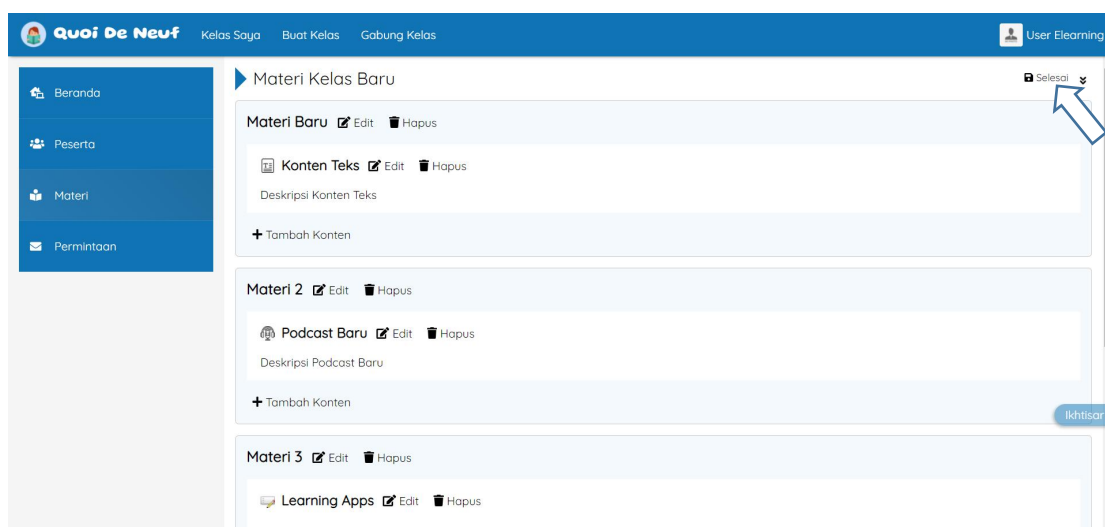 Quoi De Neuf Kelas Saya Buat Kelas Gabung Kelas User Elearning
Beranda
Peserta
Materi
Permintaan
Materi Kelas Baru Selesai
Materi Baru Edit Hapus
Konten Teks Edit Hapus
Deskripsi Konten Teks
Tambah Konten
Materi 2 Edit Hapus
Podcast Baru Edit Hapus
Deskripsi Podcast Baru
Tambah Konten
Ikhtisar
Materi 3 Edit Hapus
Learning Apps Edit Hapus